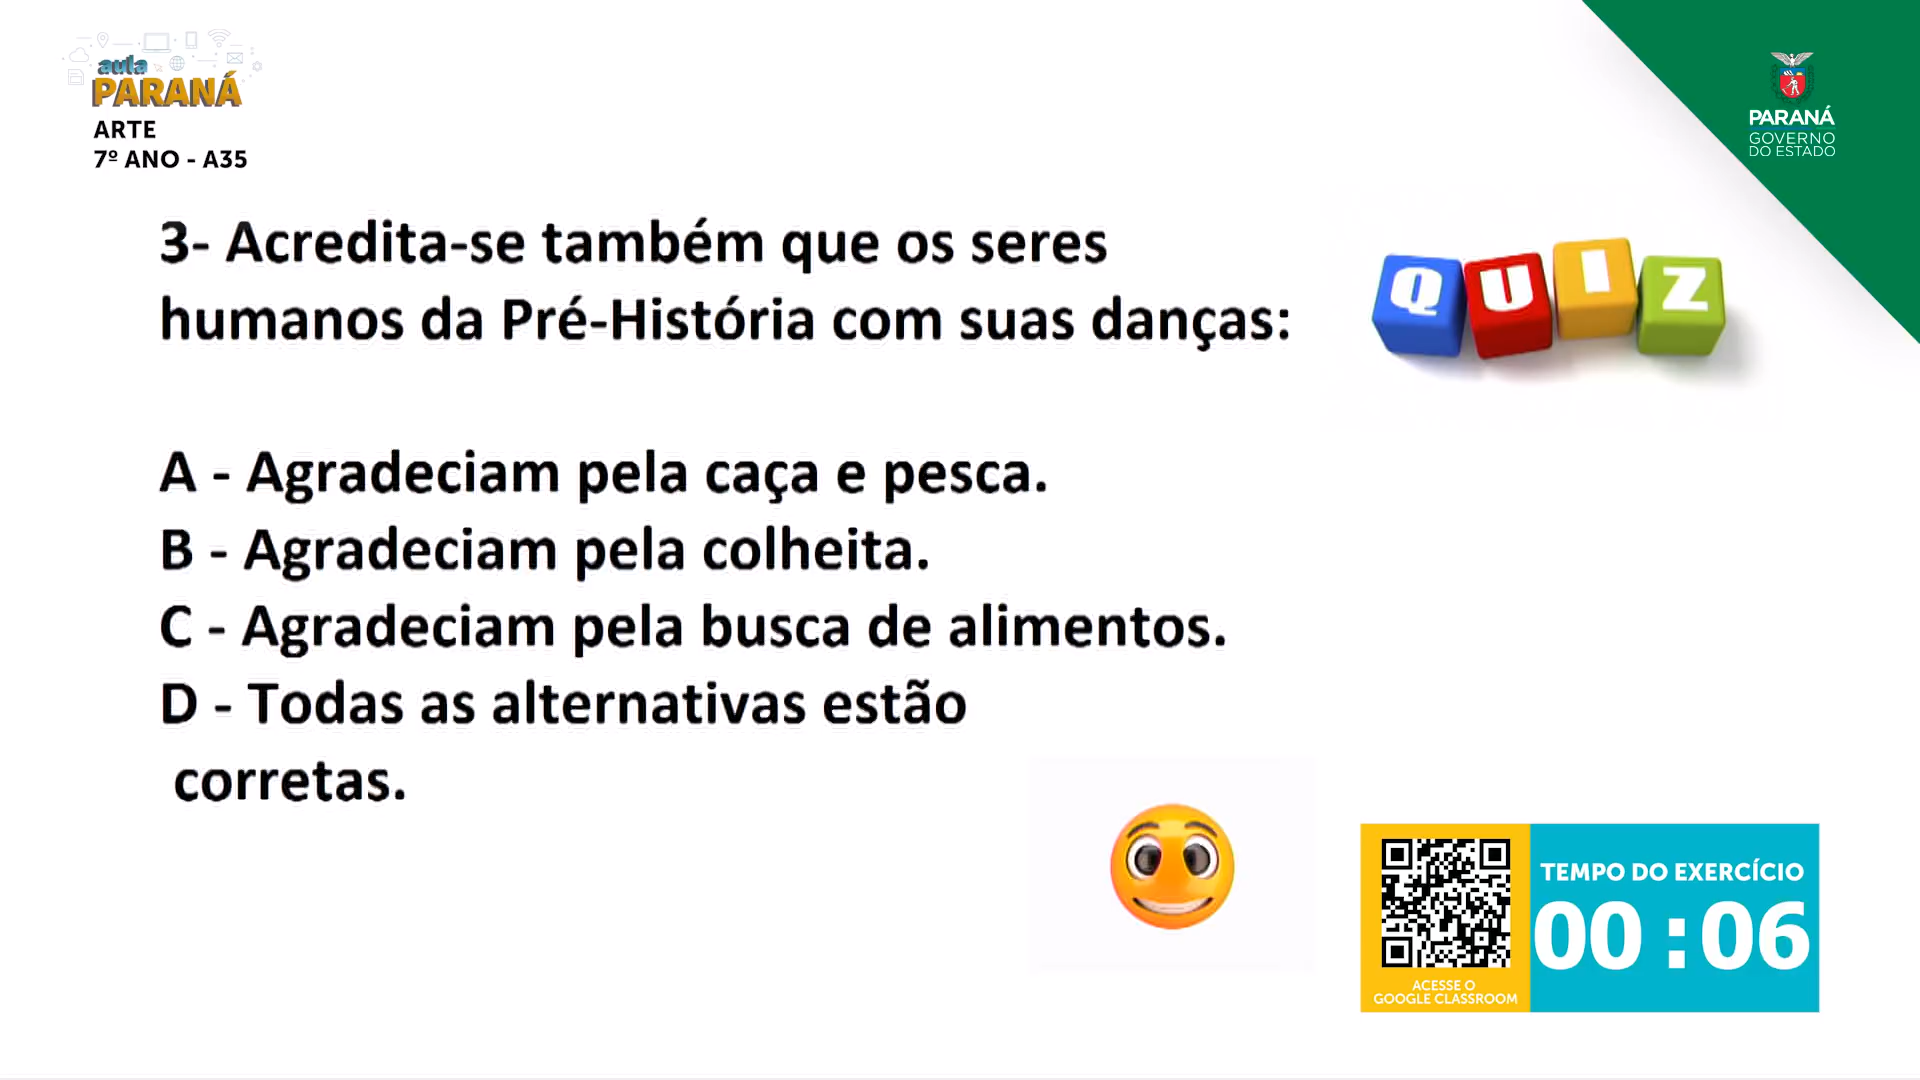 aula
PARANÁ
ARTE
7º ANO - A35
PARANÁ
GOVERNO
DO ESTADO
3- Acredita-se também que os seres
humanos da Pré-História com suas danças:
QUIZ
A - Agradeciam pela caça e pesca.
B - Agradeciam pela colheita.
C - Agradeciam pela busca de alimentos.
D - Todas as alternativas estão
corretas.
TEMPO DO EXERCÍCIO
00:06
ACESSE O
GOOGLE CLASSROOM